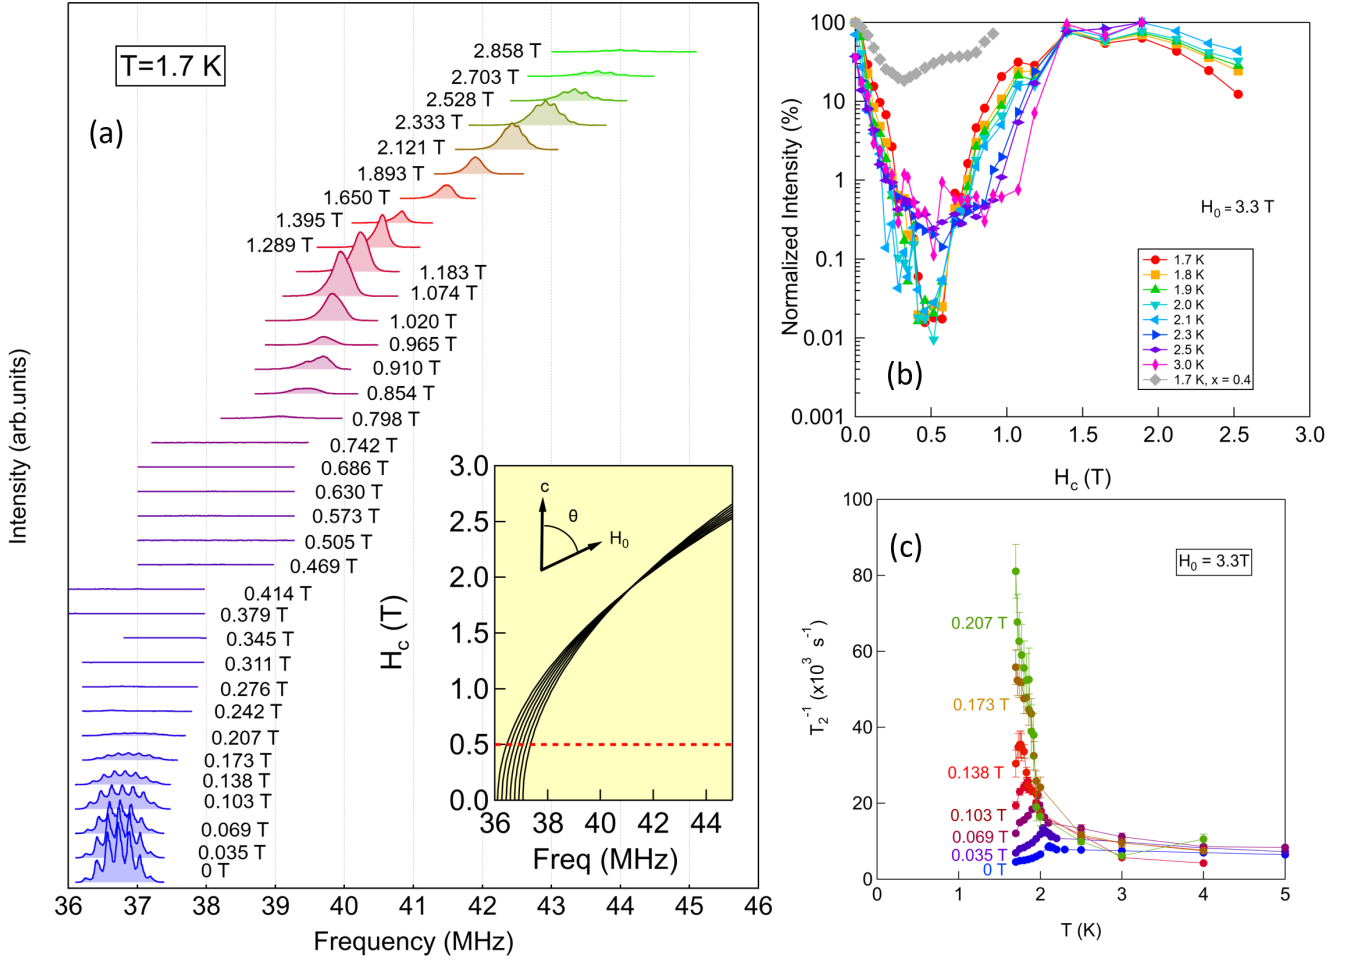 T=1.7 K
(a)
2.858 T
2.703 T
2.528 T
2.333 T
2.121 T
1.893 T
1.650 T
1.395 T
1.289 T
1.183 T
1.074 T
1.020 T
0.965 T
0.910 T
0.854 T
0.798 T
0.742 T
0.686 T
0.630 T
0.573 T
0.505 T
0.469 T
0.414 T
0.379 T
0.345 T
0.311 T
0.276 T
0.242 T
0.207 T
0.173 T
0.138 T
0.103 T
0.069 T
0.035 T
0 T
Intensity (arb.units)
36 37 38 39 40 41 42 43 44 45 46
Frequency (MHz)
3.0
2.5
2.0
1.5
1.0
0.5
0.0
Hc (T)
c
θ
H0
36 38 40 42 44
Freq (MHz)
100
10
1
0.1
0.01
0.001
Normalized Intensity (%)
H0 = 3.3 T
1.7 K
1.8 K
1.9 K
2.0 K
2.1 K
2.3 K
2.5 K
3.0 K
1.7 K, x = 0.4
(b)
0.0 0.5 1.0 1.5 2.0 2.5 3.0
Hc (T)
100
80
60
40
20
0
T2-1 (x103 s-1)
(c)
H0 = 3.3T
0.207 T
0.173 T
0.138 T
0.103 T
0.069 T
0.035 T
0 T
0 1 2 3 4 5
T (K)